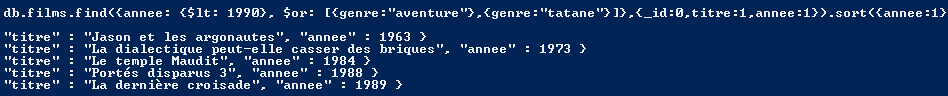 db.films.find({annee: {$lt: 1990}, $or: [{genre:"aventure"},{genre:"tatane"}]},{_id:0,titre:1,annee:1}).sort({annee:1}
"titre" : "Jason et les argonautes", "annee" : 1963 }
"titre" : "La dialectique peut-elle casser des briques", "annee" : 1973 }
"titre" : "Le temple Maudit", "annee" : 1984 }
"titre" : "Portés disparus 3", "annee" : 1988 }
"titre" : "La dernière croisade", "annee" : 1989 }